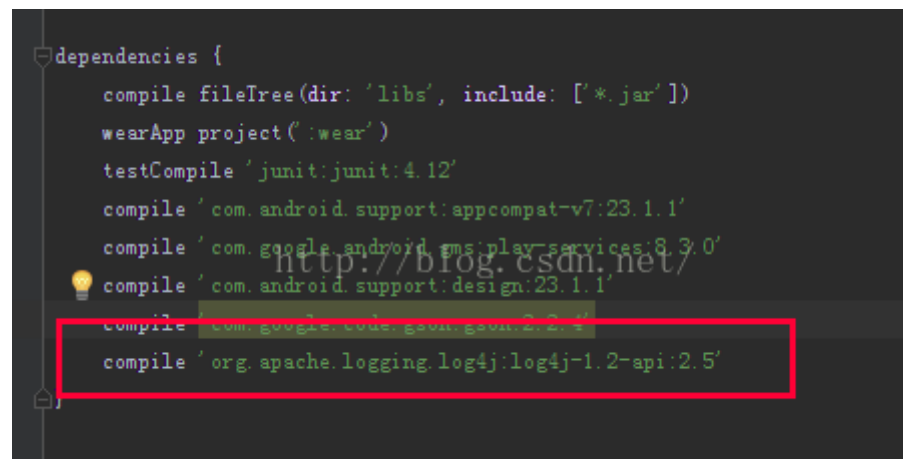 dependencies {
compile fileTree(dir: 'libs', include: ['*.jar'])
wearApp project(':wear')
testCompile 'junit:junit:4.12'
compile 'com.android.support:appcompat-v7:23.1.1'
compile 'com.google.android.gms:play-services:8.3.0'
http://blog.csdn.net/
compile 'com.android.support:design:23.1.1'
compile 'com.google.code.gson:gson:2.2.4'
compile 'org.apache.logging.log4j:log4j-1.2-api:2.5'
}